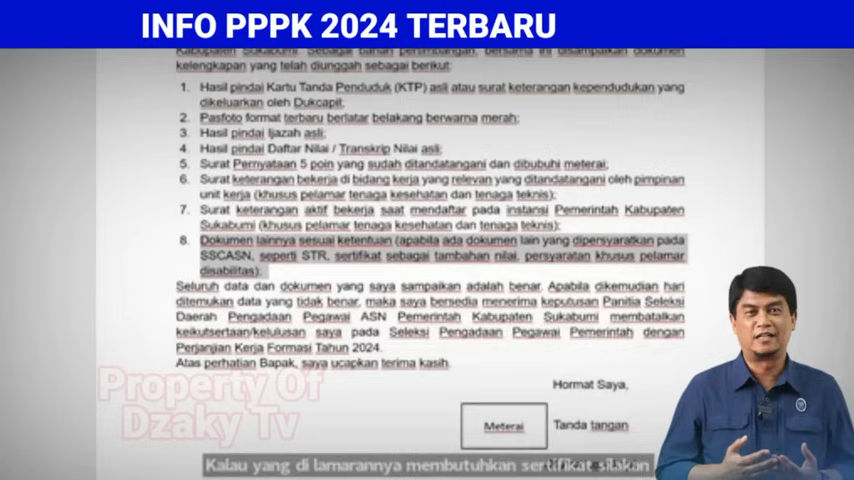 INFO PPPK 2024 TERBARU
Kabupaten Sukabumi. Sebagai bahan persimbangan, bersama ini disampaikan dokumen
kelengkapan yang telah diunggah sebagai berikut:
1. Hasil pindai Kartu Tanda Penduduk (KTP) asli atau surat keterangan kependudukan yang
dikeluarkan oleh Dukcapil;
2. Pasfoto format terbaru berlatar belakang berwarna merah;
3. Hasil pindai Ijazah asli;
4. Hasil pindai Daftar Nilai / Transkrip Nilai asli;
5. Surat Pernyataan 5 poin yang sudah ditandatangani dan dibubuhi meterai;
6. Surat keterangan bekerja di bidang kerja yang relevan yang ditandatangani oleh pimpinan
unit kerja (khusus pelamar tenaga kesehatan dan tenaga teknis);
7. Surat keterangan aktif bekerja saat mendaftar pada instansi Pemerintah Kabupaten
Sukabumi (khusus pelamar tenaga kesehatan dan tenaga teknis);
8. Dokumen lainnya sesuai ketentuan (apabila ada dokumen lain yang dipersyaratkan pada
SSCASN, seperti STR, sertifikat sebagai tambahan nilai, persyaratan khusus pelamar
disabilitas);
Seluruh data dan dokumen yang saya sampaikan adalah benar. Apabila dikemudian hari
ditemukan data yang tidak benar, maka saya bersedia menerima keputusan Panitia Seleksi
Daerah Pengadaan Pegawai ASN Pemerintah Kabupaten Sukabumi membatalkan
keikutsertaan/kelulusan saya pada Seleksi Pengadaan Pegawai Pemerintah dengan
Perjanjian Kerja Formasi Tahun 2024.
Atas perhatian Bapak, saya ucapkan terima kasih.
Hormat Saya,
Property Of
Dzaky Tv
Meterai
Tanda tangan
Kalau yang di lamarannya membutuhkan sertifikat silakan